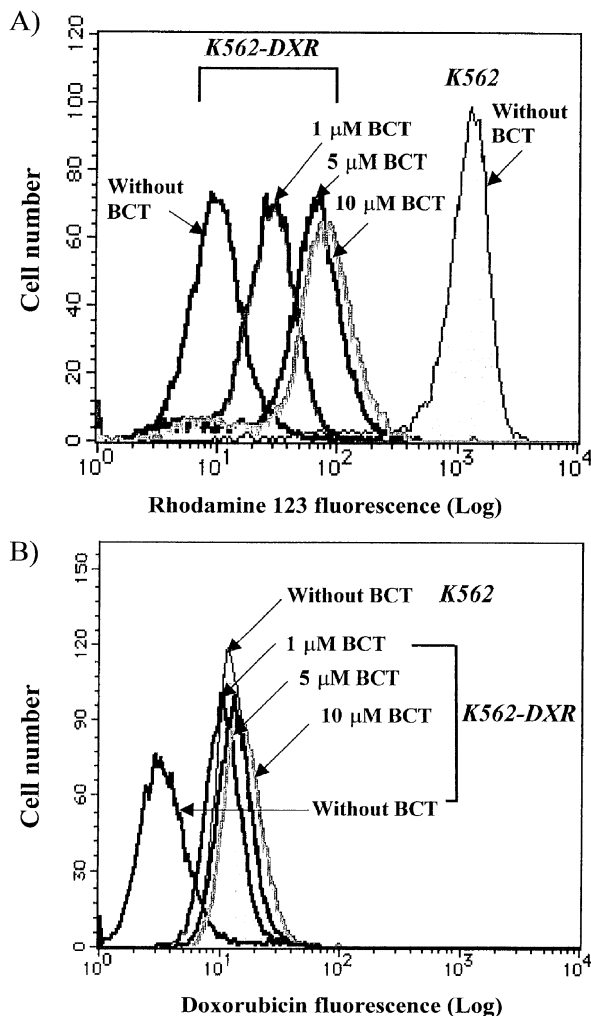 A)
K562-DXR
K562
Without
BCT
1 μM BCT
5 μM BCT
10 μM BCT
Without
BCT
Cell number
0 20 40 60 80 100 120
10^0 10^1 10^2 10^3 10^4
Rhodamine 123 fluorescence (Log)
B)
Without BCT K562
1 μM BCT
5 μM BCT
10 μM BCT
K562-DXR
Without BCT
Cell number
0 30 60 90 120 150
10^0 10^1 10^2 10^3 10^4
Doxorubicin fluorescence (Log)